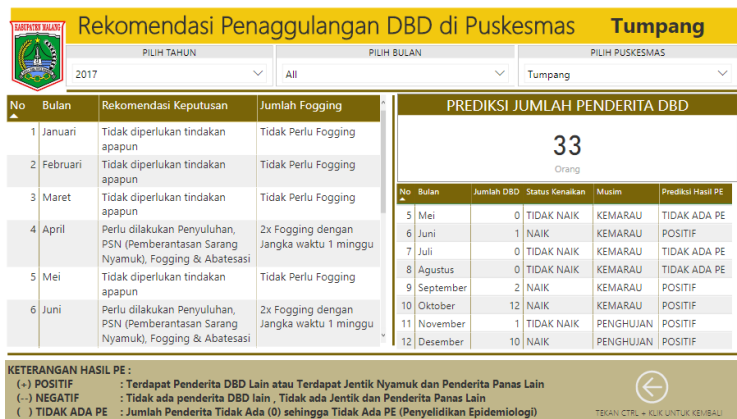 Rekomendasi Penaggulangan DBD di Puskesmas Tumpang
KABUPATEN MALANG
PILIH TAHUN PILIH BULAN PILIH PUSKESMAS
2017 All Tumpang
No Bulan Rekomendasi Keputusan Jumlah Fogging
1 Januari Tidak diperlukan tindakan apapun Tidak Perlu Fogging
2 Februari Tidak diperlukan tindakan apapun Tidak Perlu Fogging
3 Maret Tidak diperlukan tindakan apapun Tidak Perlu Fogging
4 April Perlu dilakukan Penyuluhan, 2x Fogging dengan
PSN (Pemberantasan Sarang Jangka waktu 1 minggu
Nyamuk), Fogging & Abatesasi
5 Mei Tidak diperlukan tindakan apapun Tidak Perlu Fogging
6 Juni Perlu dilakukan Penyuluhan, 2x Fogging dengan
PSN (Pemberantasan Sarang Jangka waktu 1 minggu
Nyamuk), Fogging & Abatesasi
PREDIKSI JUMLAH PENDERITA DBD
33
Orang
No Bulan Jumlah DBD Status Kenaikan Musim Prediksi Hasil PE
5 Mei 0 TIDAK NAIK KEMARAU TIDAK ADA PE
6 Juni 1 NAIK KEMARAU POSITIF
7 Juli 0 TIDAK NAIK KEMARAU TIDAK ADA PE
8 Agustus 0 TIDAK NAIK KEMARAU TIDAK ADA PE
9 September 2 NAIK KEMARAU POSITIF
10 Oktober 12 NAIK KEMARAU POSITIF
11 November 1 TIDAK NAIK PENGHUJAN POSITIF
12 Desember 10 NAIK PENGHUJAN POSITIF
KETERANGAN HASIL PE :
(+) POSITIF : Terdapat Penderita DBD Lain atau Terdapat Jentik Nyamuk dan Penderita Panas Lain
(--) NEGATIF : Tidak ada penderita DBD lain , Tidak ada Jentik dan Penderita Panas Lain
( ) TIDAK ADA PE : Jumlah Penderita Tidak Ada (0) sehingga Tidak Ada PE (Penyelidikan Epidemiologi)
TEKAN CTRL + KLIK UNTUK KEMBALI